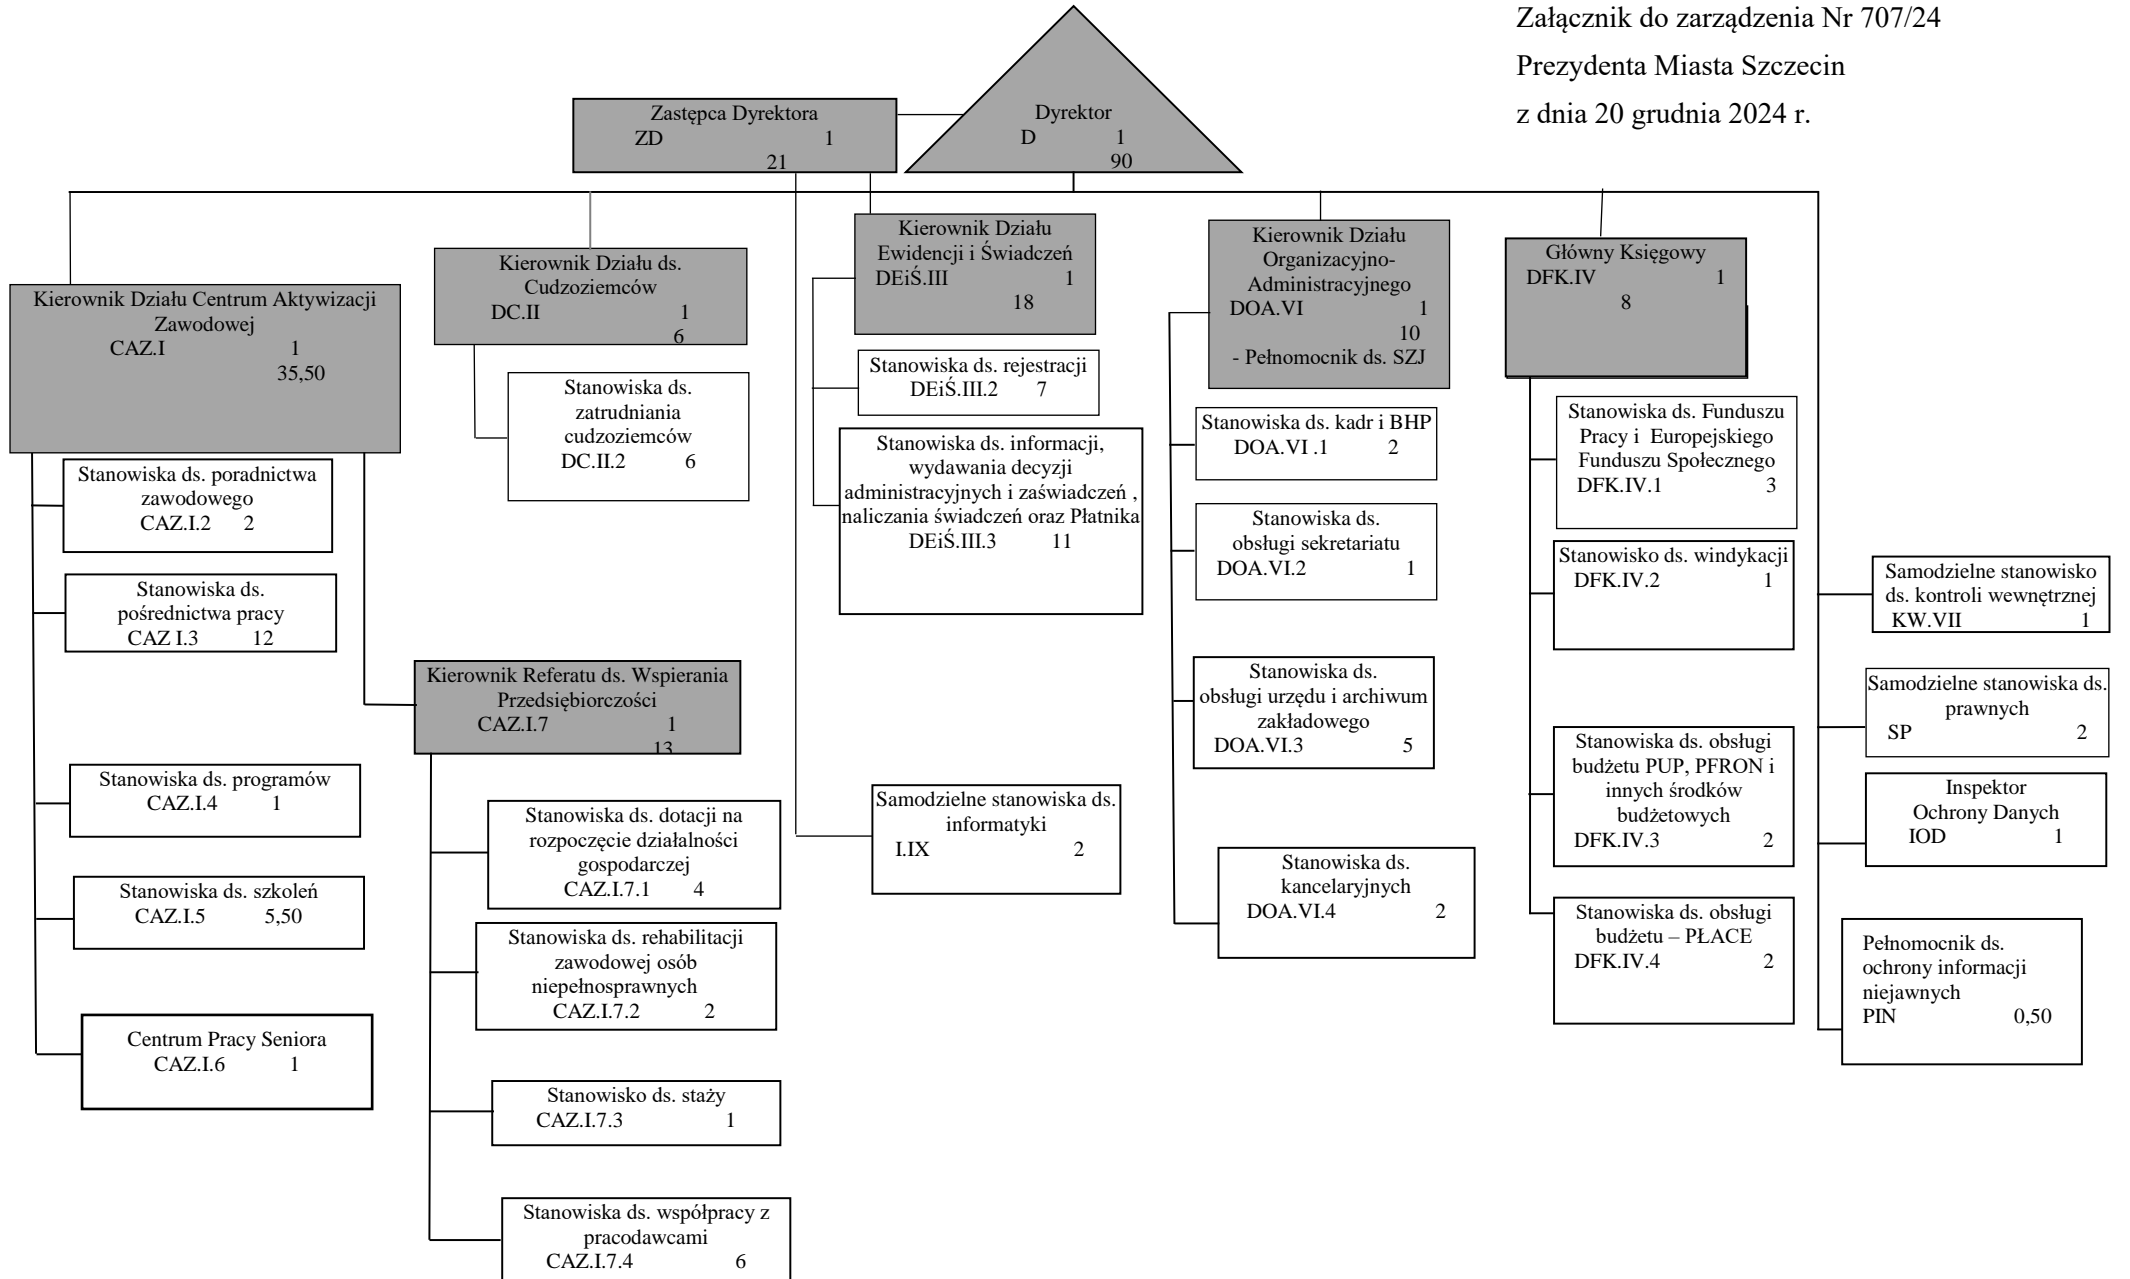 Załącznik do zarządzenia Nr 707/24
Prezydenta Miasta Szczecin
z dnia 20 grudnia 2024 r.
Dyrektor
D 1
90
Zastępca Dyrektora
ZD 1
21
Kierownik Działu Centrum Aktywizacji
Zawodowej
CAZ.I 1
35,50
Stanowiska ds. poradnictwa
zawodowego
CAZ.I.2 2
Stanowiska ds.
pośrednictwa pracy
CAZ I.3 12
Stanowiska ds. programów
CAZ.I.4 1
Stanowiska ds. szkoleń
CAZ.I.5 5,50
Centrum Pracy Seniora
CAZ.I.6 1
Kierownik Referatu ds. Wspierania
Przedsiębiorczości
CAZ.I.7 1
13
Stanowiska ds. dotacji na
rozpoczęcie działalności
gospodarczej
CAZ.I.7.1 4
Stanowiska ds. rehabilitacji
zawodowej osób
niepełnosprawnych
CAZ.I.7.2 2
Stanowisko ds. staży
CAZ.I.7.3 1
Stanowiska ds. współpracy z
pracodawcami
CAZ.I.7.4 6
Kierownik Działu ds.
Cudzoziemców
DC.II 1
6
Stanowiska ds.
zatrudniania
cudzoziemców
DC.II.2 6
Kierownik Działu
Ewidencji i Świadczeń
DEiŚ.III 1
18
Stanowiska ds. rejestracji
DEiŚ.III.2 7
Stanowiska ds. informacji,
wydawania decyzji
administracyjnych i zaświadczeń ,
naliczania świadczeń oraz Płatnika
DEiŚ.III.3 11
Samodzielne stanowiska ds.
informatyki
I.IX 2
Kierownik Działu
Organizacyjno-
Administracyjnego
DOA.VI 1
10
- Pełnomocnik ds. SZJ
Stanowiska ds. kadr i BHP
DOA.VI .1 2
Stanowiska ds.
obsługi sekretariatu
DOA.VI.2 1
Stanowiska ds.
obsługi urzędu i archiwum
zakładowego
DOA.VI.3 5
Stanowiska ds.
kancelaryjnych
DOA.VI.4 2
Główny Księgowy
DFK.IV 1
8
Stanowiska ds. Funduszu
Pracy i Europejskiego
Funduszu Społecznego
DFK.IV.1 3
Stanowisko ds. windykacji
DFK.IV.2 1
Stanowiska ds. obsługi
budżetu PUP, PFRON i
innych środków
budżetowych
DFK.IV.3 2
Stanowiska ds. obsługi
budżetu – PŁACE
DFK.IV.4 2
Samodzielne stanowisko
ds. kontroli wewnętrznej
KW.VII 1
Samodzielne stanowiska ds.
prawnych
SP 2
Inspektor
Ochrony Danych
IOD 1
Pełnomocnik ds.
ochrony informacji
niejawnych
PIN 0,50